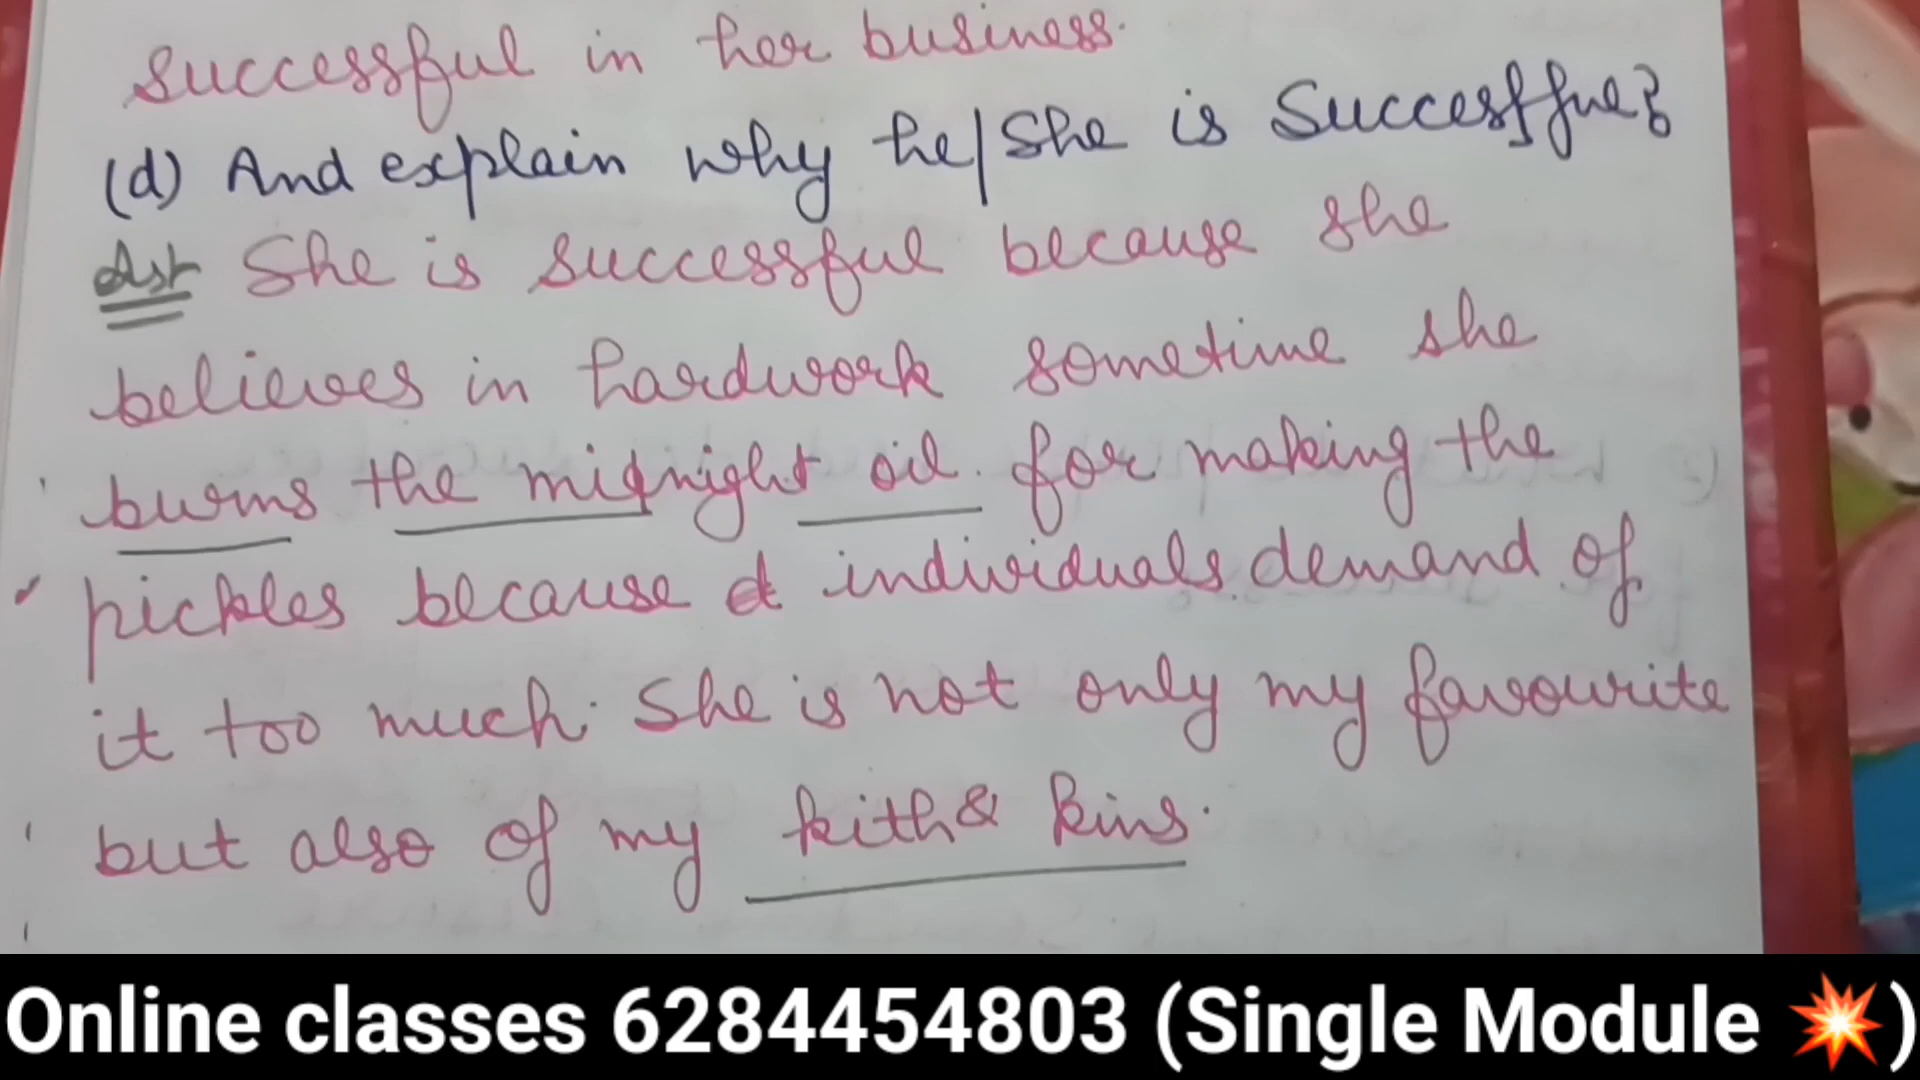 successful in her business.
(d) And explain why he/She is Successful?
Ans She is successful because she
believes in hardwork sometime she
burns the midnight oil for making the
pickles because individuals demand of
it too much. She is not only my favourite
but also of my keith & kins.
Online classes 6284454803 (Single Module 💥)